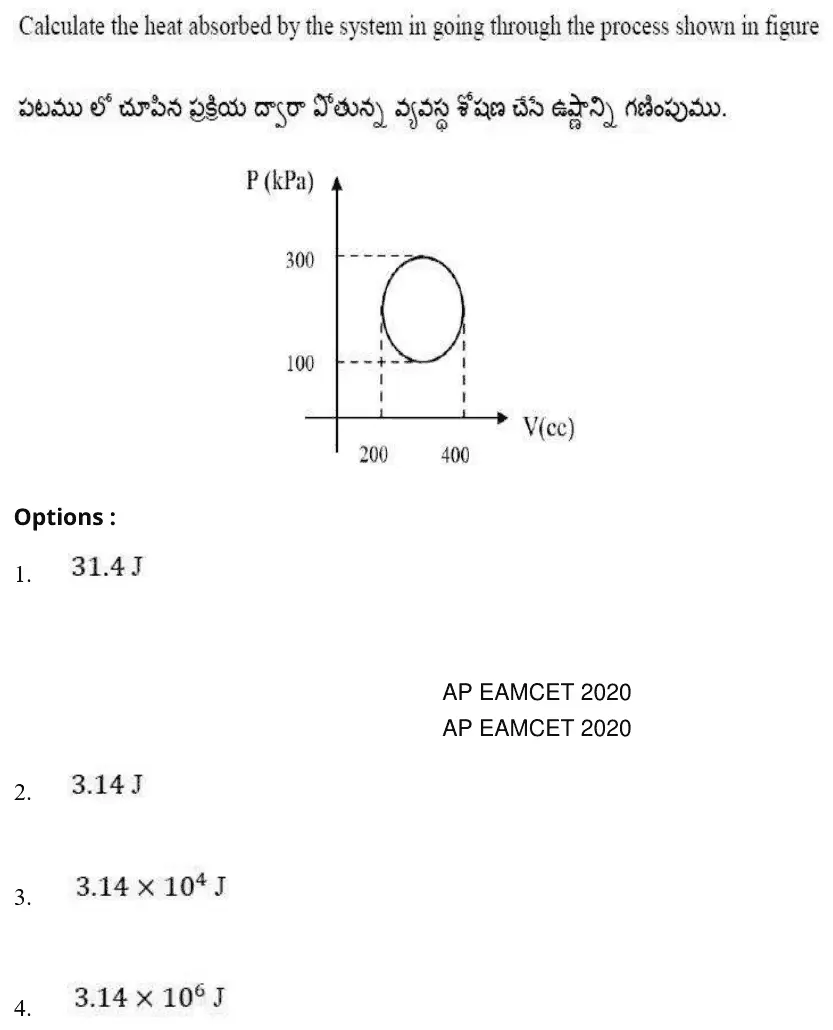 Calculate the heat absorbed by the system in going through the process shown in figure
పటము లో చూపిన ప్రక్రియ ద్వారా పోతున్న వ్యవస్థ శోషణ చేసే ఉష్ణాన్ని గణింపుము.
P (kPa)
300
100
V(cc)
200 400
Options :
1. 31.4 J
AP EAMCET 2020
AP EAMCET 2020
2. 3.14 J
3. 3.14 × 10⁴ J
4. 3.14 × 10⁶ J